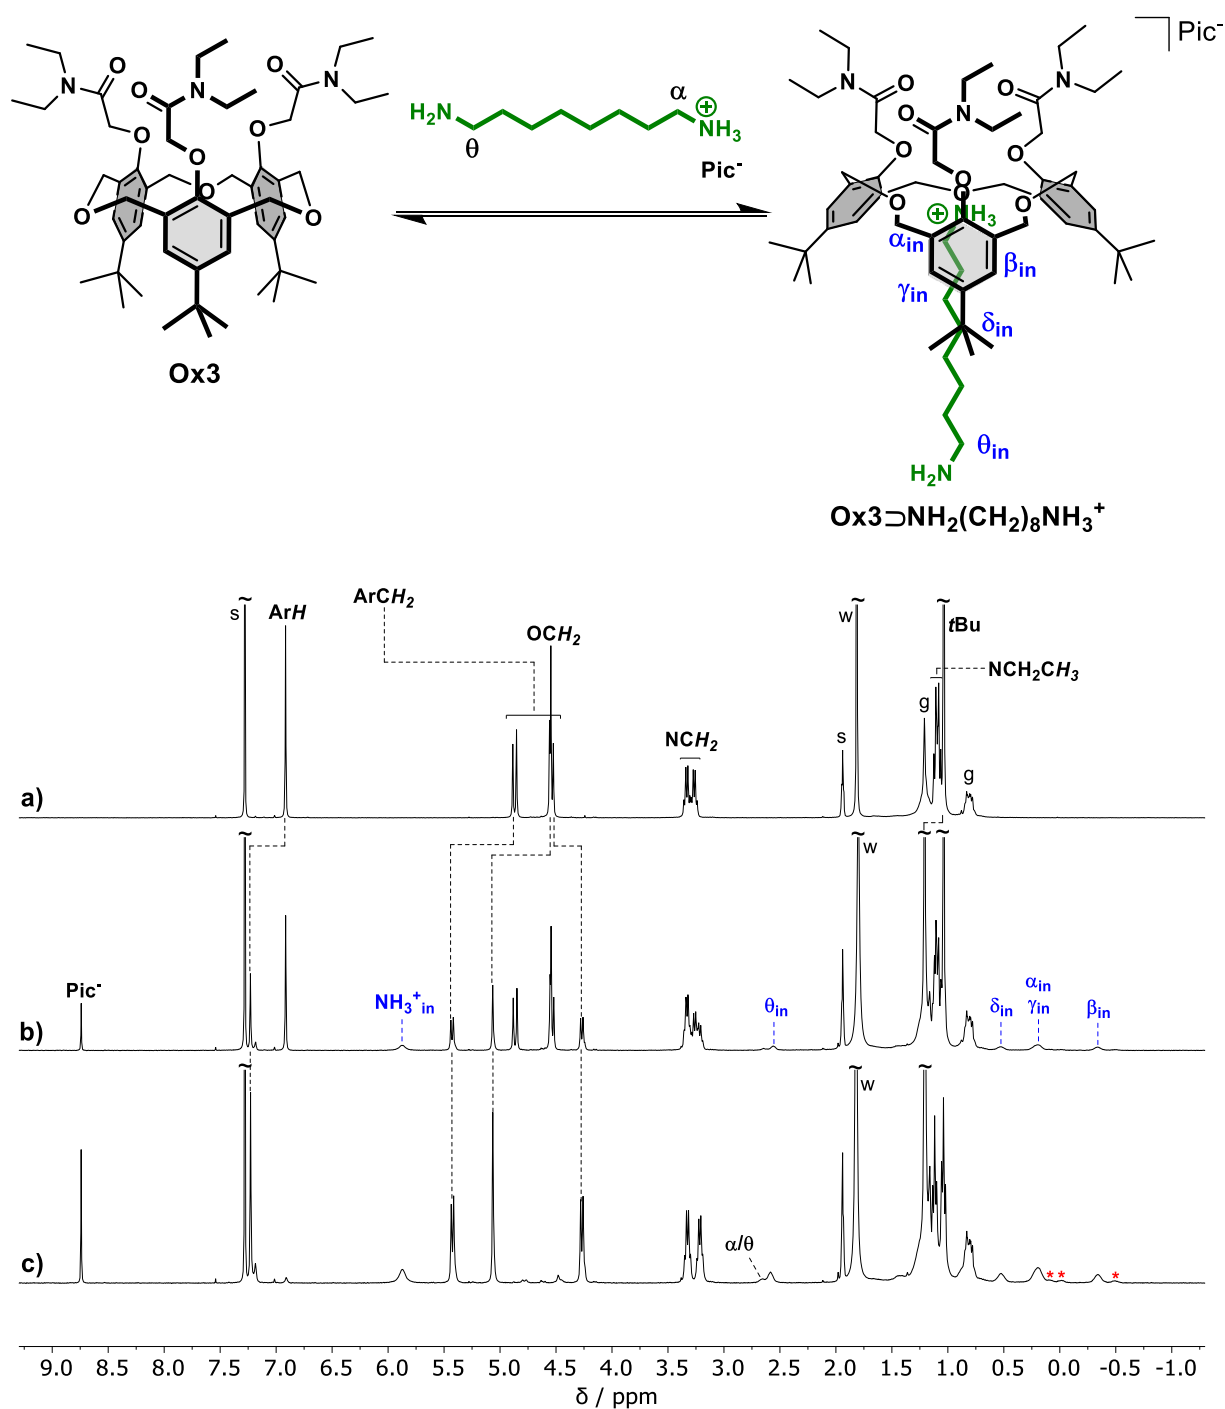 N
O
O
N
O
O
N
O
O
O
O
O
Ox3
H2N
θ
α
⊕
NH3
Pic-
Pic-
N
O
O
N
O
O
N
O
O
O
O
⊕ NH3
αin
βin
γin
δin
θin
H2N
Ox3⊃NH2(CH2)8NH3+
s
~
ArH
ArCH2
OCH2
NCH2
s
w
g
~
tBu
NCH2CH3
g
a)
~
~
~
w
Pic-
NH3+in
θin
δin
αin
γin
βin
b)
~
~
w
~
α/θ
* *
*
c)
9.0 8.5 8.0 7.5 7.0 6.5 6.0 5.5 5.0 4.5 4.0 3.5 3.0 2.5 2.0 1.5 1.0 0.5 0.0 -0.5 -1.0
δ / ppm